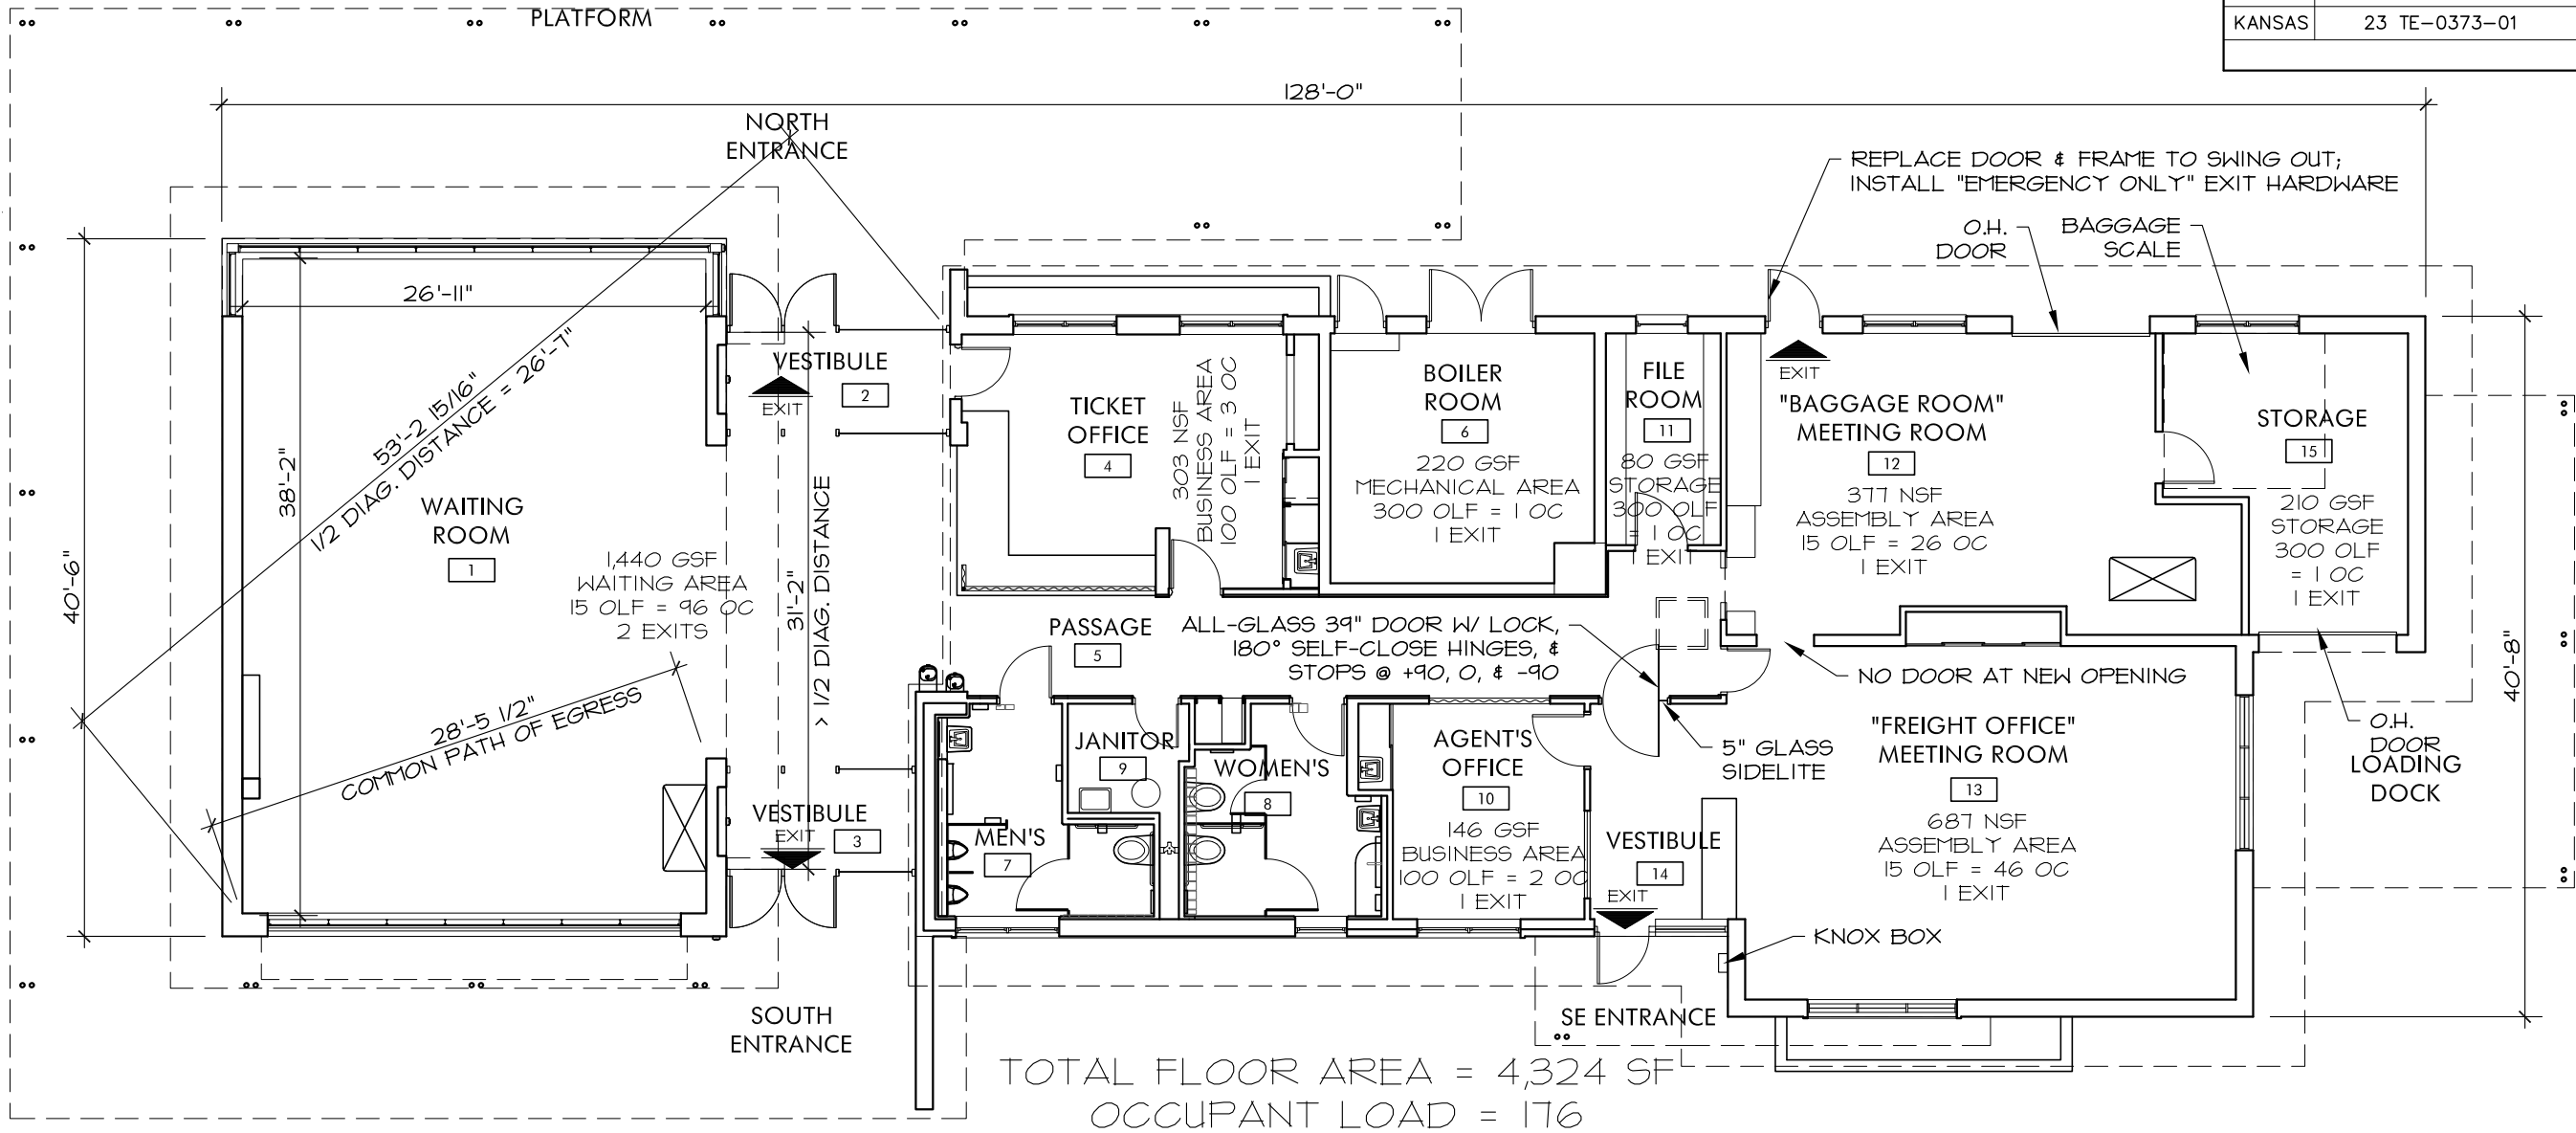 PLATFORM
KANSAS 23 TE-0373-01
128'-0"
NORTH
ENTRANCE
REPLACE DOOR & FRAME TO SWING OUT;
INSTALL "EMERGENCY ONLY" EXIT HARDWARE
O.H.
DOOR
BAGGAGE
SCALE
26'-11"
53'-2 15/16"
1/2 DIAG. DISTANCE = 26'-7"
38'-2"
40'-6"
WAITING
ROOM
1
1,440 GSF
WAITING AREA
15 OLF = 96 OC
2 EXITS
28'-5 1/2"
COMMON PATH OF EGRESS
VESTIBULE
2
EXIT
31'-2"
> 1/2 DIAG. DISTANCE
VESTIBULE
EXIT
3
SOUTH
ENTRANCE
TICKET
OFFICE
4
303 NSF
BUSINESS AREA
100 OLF = 3 OC
1 EXIT
BOILER
ROOM
6
220 GSF
MECHANICAL AREA
300 OLF = 1 OC
1 EXIT
FILE
ROOM
11
80 GSF
STORAGE
300 OLF
= 1 OC
1 EXIT
EXIT
"BAGGAGE ROOM"
MEETING ROOM
12
377 NSF
ASSEMBLY AREA
15 OLF = 26 OC
1 EXIT
STORAGE
15
210 GSF
STORAGE
300 OLF
= 1 OC
1 EXIT
PASSAGE
5
ALL-GLASS 39" DOOR W/ LOCK,
180° SELF-CLOSE HINGES, &
STOPS @ +90, 0, & -90
NO DOOR AT NEW OPENING
40'-8"
O.H.
DOOR
LOADING
DOCK
5" GLASS
SIDELITE
JANITOR
9
MEN'S
7
WOMEN'S
8
AGENT'S
OFFICE
10
146 GSF
BUSINESS AREA
100 OLF = 2 OC
1 EXIT
VESTIBULE
14
EXIT
"FREIGHT OFFICE"
MEETING ROOM
13
687 NSF
ASSEMBLY AREA
15 OLF = 46 OC
1 EXIT
KNOX BOX
SE ENTRANCE
TOTAL FLOOR AREA = 4,324 SF
OCCUPANT LOAD = 176